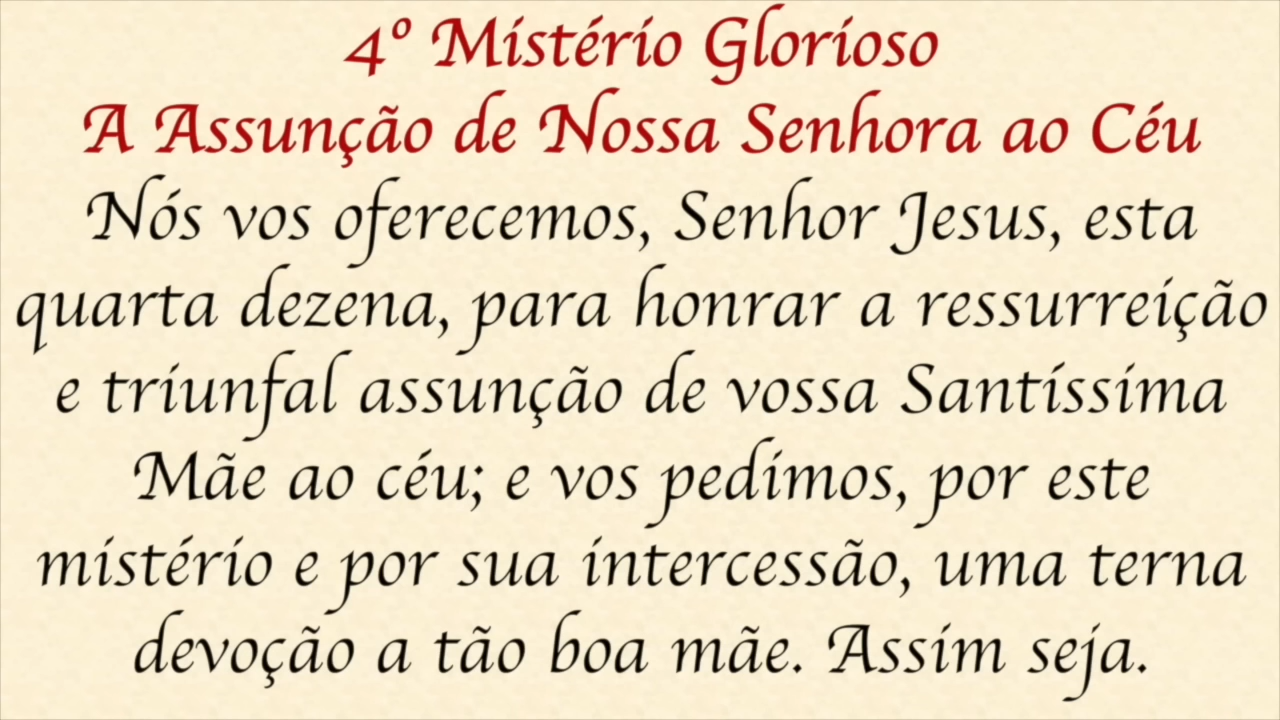 4º Mistério Glorioso
A Assunção de Nossa Senhora ao Céu
Nós vos oferecemos, Senhor Jesus, esta
quarta dezena, para honrar a ressurreição
e triunfal assunção de vossa Santíssima
Mãe ao céu; e vos pedimos, por este
mistério e por sua intercessão, uma terna
devoção a tão boa mãe. Assim seja.